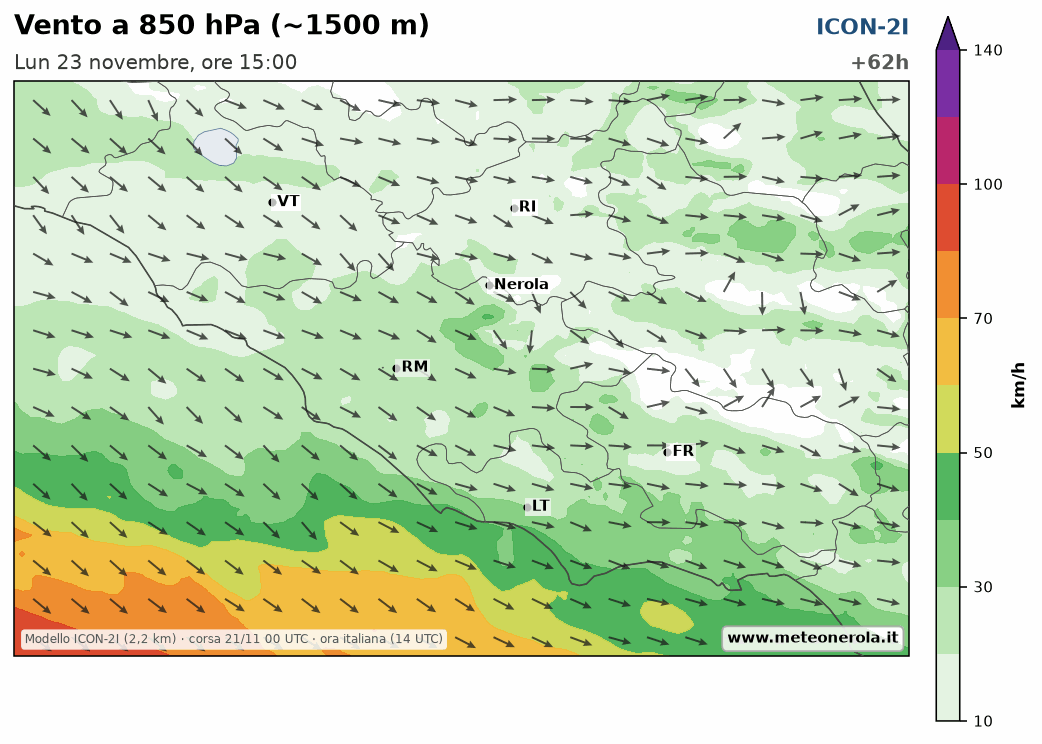 Vento a 850 hPa (~1500 m)
ICON-2I
Lun 23 novembre, ore 15:00
+62h
140
100
70
50
30
10
km/h
VT
RI
Nerola
RM
FR
LT
Modello ICON-2I (2,2 km) · corsa 21/11 00 UTC · ora italiana (14 UTC)
www.meteonerola.it